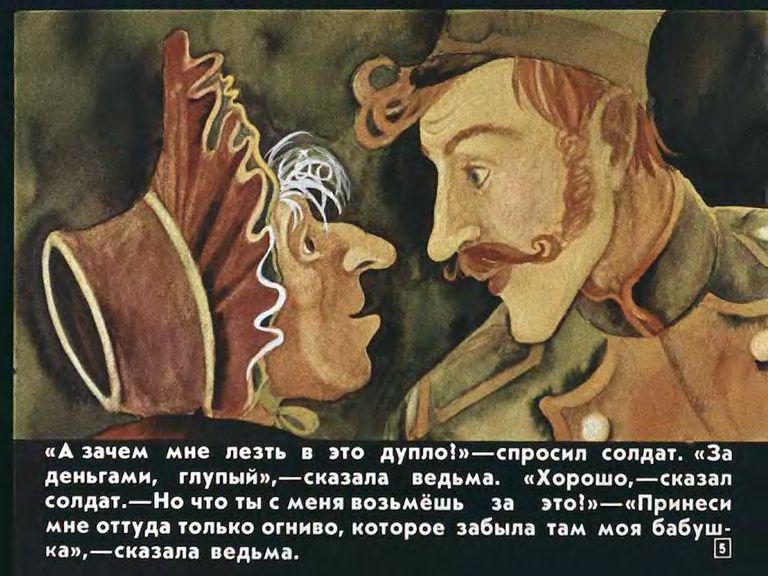 «А зачем мне лезть в это дупло?»—спросил солдат. «За
деньгами, глупый»,—сказала ведьма. «Хорошо,—сказал
солдат.—Но что ты с меня возьмёшь за это?»—«Принеси
мне оттуда только огниво, которое забыла там моя бабуш-
ка»,—сказала ведьма.
5